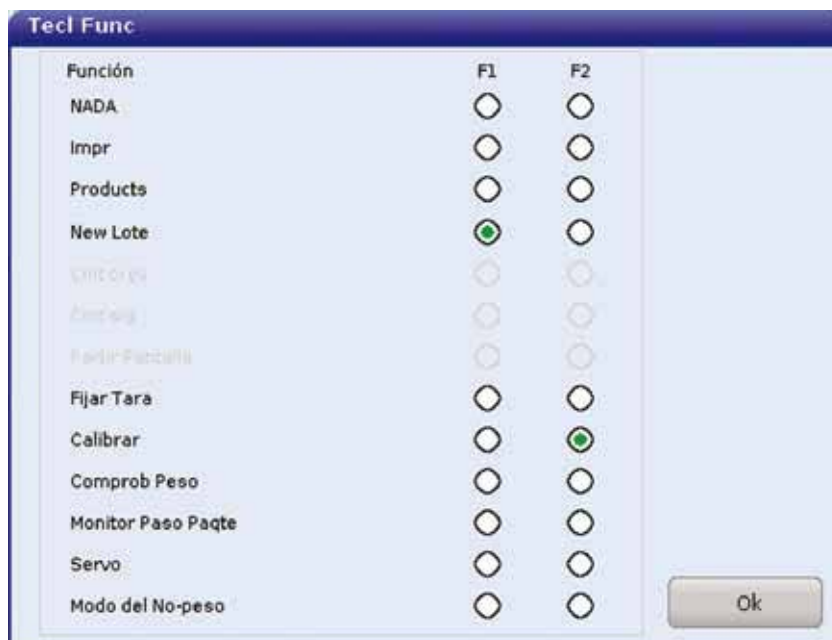 Tecl Func
Función F1 F2
NADA
Impr
Products
New Lote
Fijar Tara
Calibrar
Comprob Peso
Monitor Paso Paqte
Servo
Modo del No-peso
Ok